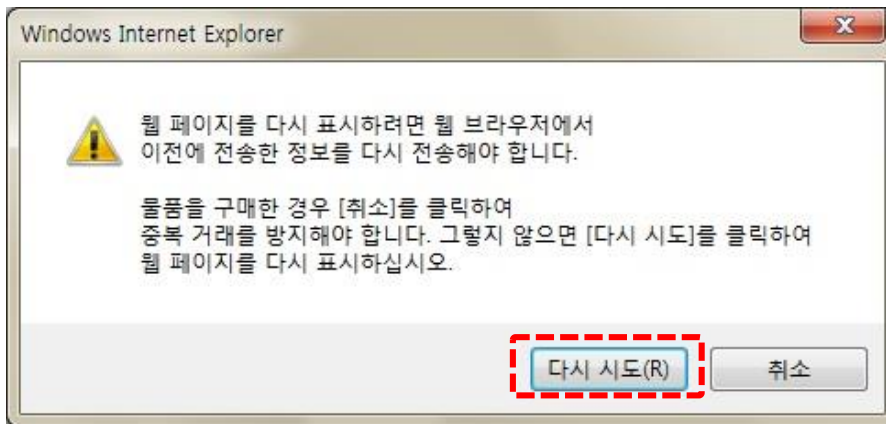 Windows Internet Explorer
웹 페이지를 다시 표시하려면 웹 브라우저에서
이전에 전송한 정보를 다시 전송해야 합니다.
물품을 구매한 경우 [취소]를 클릭하여
중복 거래를 방지해야 합니다. 그렇지 않으면 [다시 시도]를 클릭하여
웹 페이지를 다시 표시하십시오.
다시 시도(R)
취소